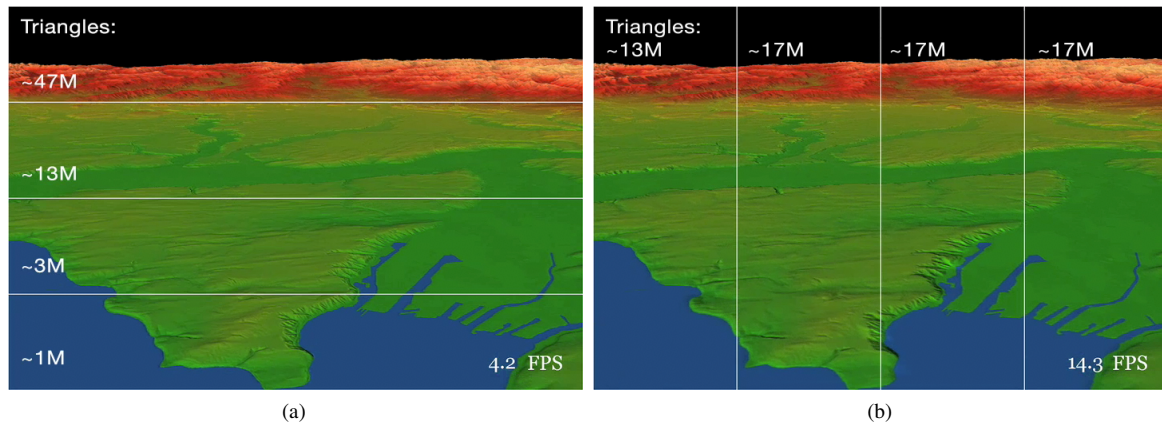 Triangles:
~47M
~13M
~3M
~1M
4.2 FPS
(a)
Triangles:
~13M ~17M ~17M ~17M
14.3 FPS
(b)